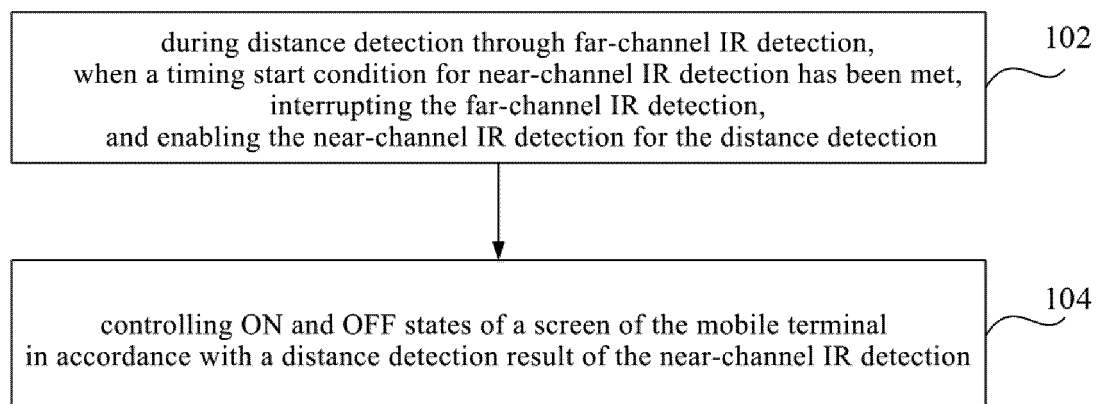 during distance detection through far-channel IR detection,
when a timing start condition for near-channel IR detection has been met,
interrupting the far-channel IR detection,
and enabling the near-channel IR detection for the distance detection
102
controlling ON and OFF states of a screen of the mobile terminal
in accordance with a distance detection result of the near-channel IR detection
104